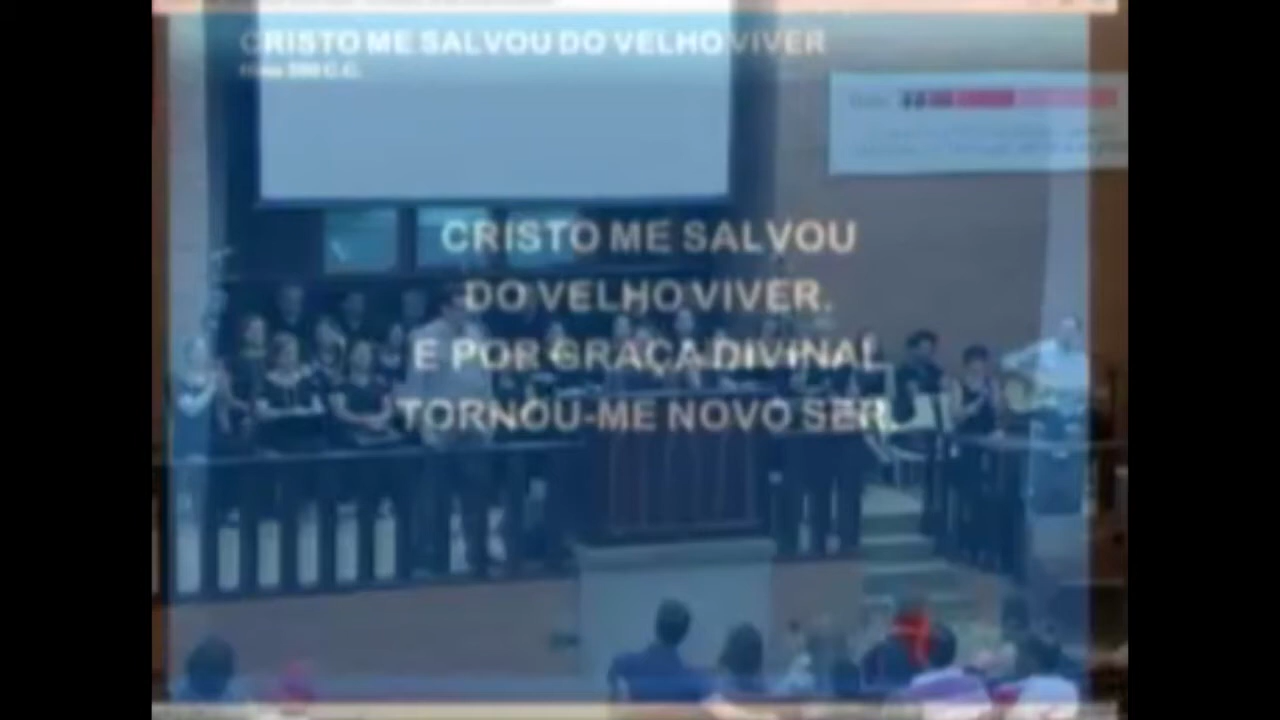 CRISTO ME SALVOU DO VELHO VIVER
CRISTO ME SALVOU
DO VELHO VIVER.
E POR GRAÇA DIVINAL
TORNOU-ME NOVO SER.